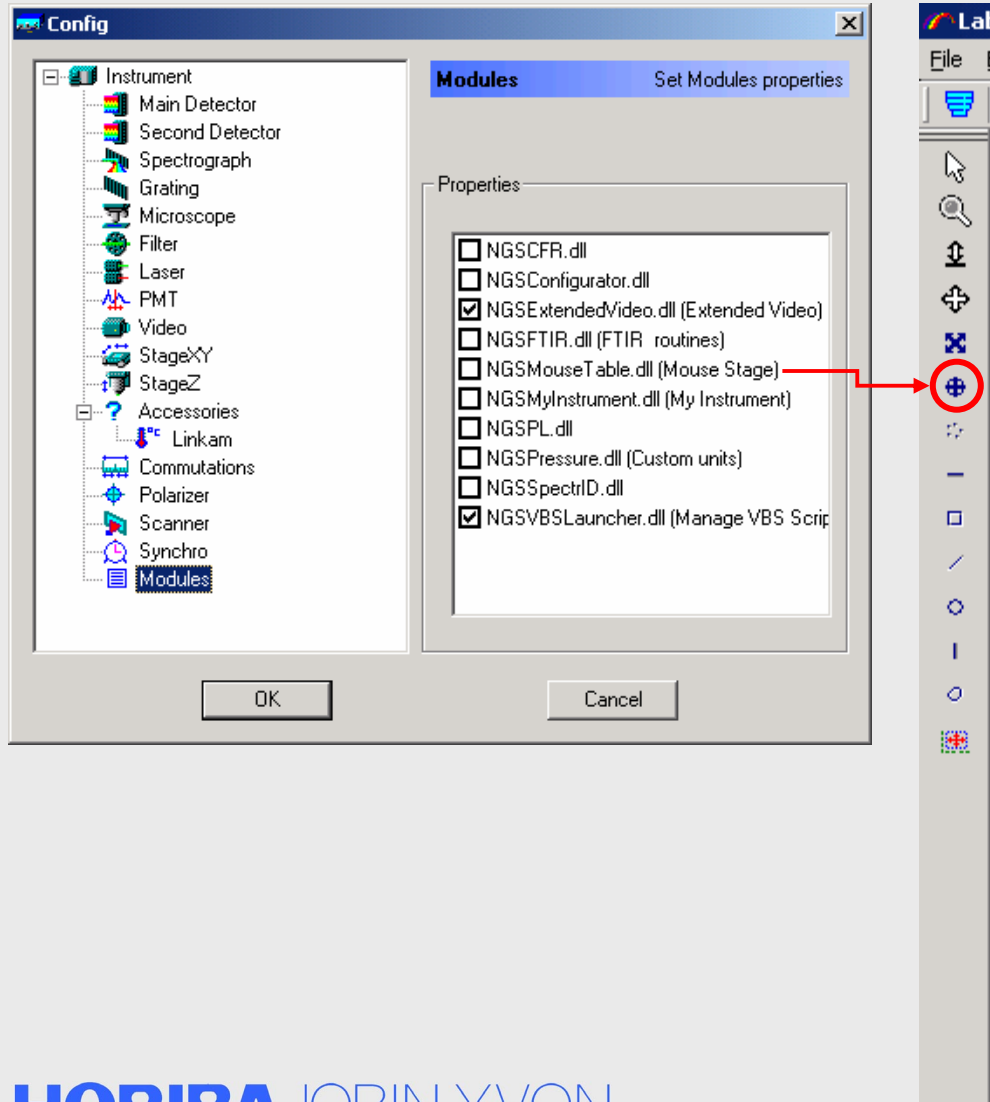 Config
Instrument
Main Detector
Second Detector
Spectrograph
Grating
Microscope
Filter
Laser
PMT
Video
StageXY
StageZ
Accessories
Linkam
Commutations
Polarizer
Scanner
Synchro
Modules
Modules Set Modules properties
Properties
NGSCFR.dll
NGSConfigurator.dll
NGSExtendedVideo.dll (Extended Video)
NGSFTIR.dll (FTIR routines)
NGSMouseTable.dll (Mouse Stage)
NGSMyInstrument.dll (My Instrument)
NGSPL.dll
NGSPressure.dll (Custom units)
NGSSpectrID.dll
NGSVBSLauncher.dll (Manage VBS Scrip
OK Cancel
Lab
File
HORIBA JOBIN YVON